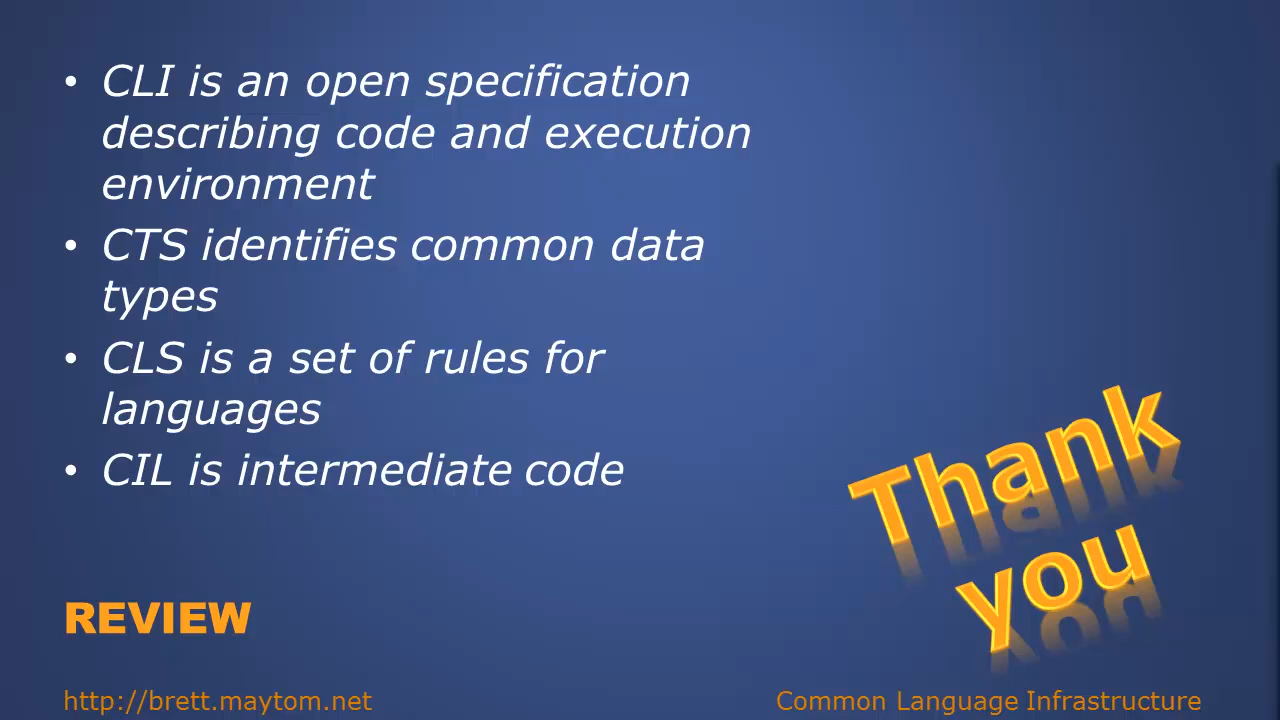 • CLI is an open specification
describing code and execution
environment
• CTS identifies common data
types
• CLS is a set of rules for
languages
• CIL is intermediate code
Thank
you
REVIEW
http://brett.maytom.net
Common Language Infrastructure